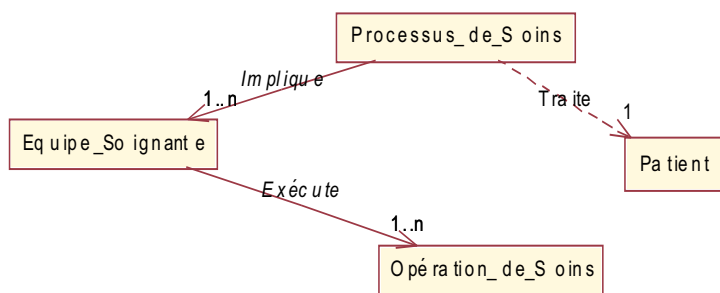 Processus_de_Soins
Implique
1..n
Traite
1
Equipe_Soignante
Patient
Exécute
1..n
Opération_de_Soins